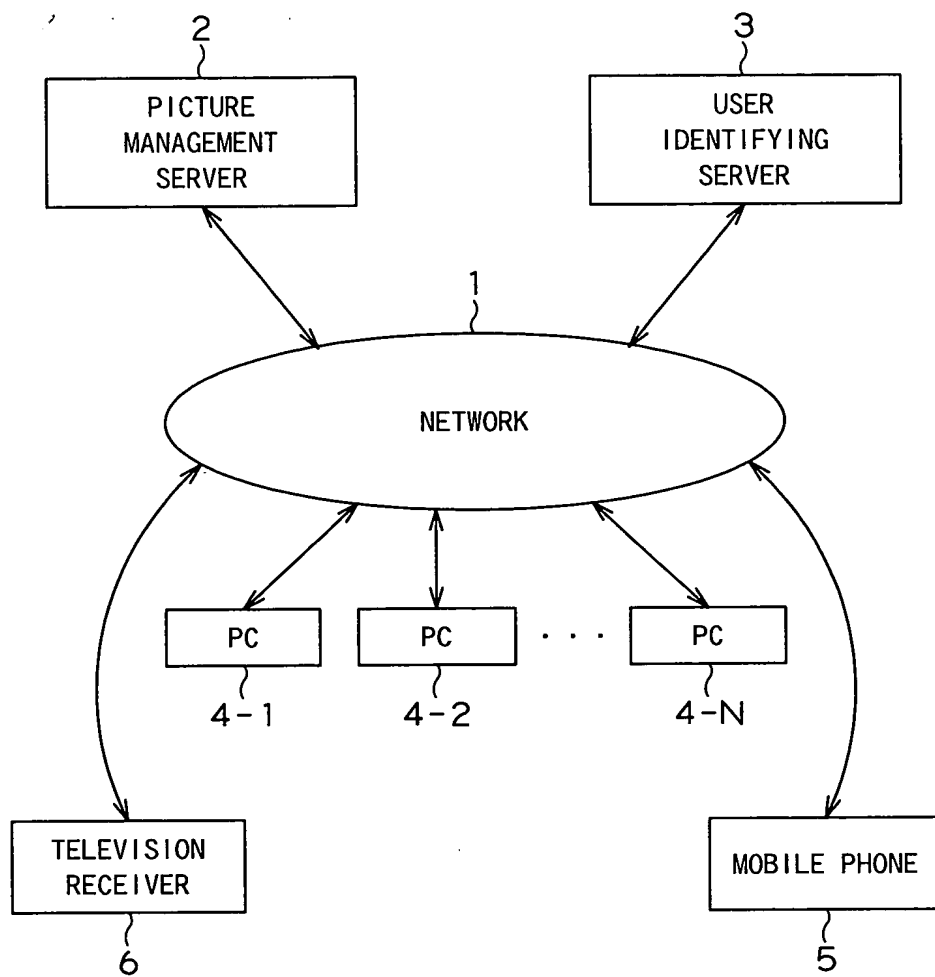 2
3
PICTURE
MANAGEMENT
SERVER
USER
IDENTIFYING
SERVER
1
NETWORK
PC
PC
· · ·
PC
4-1
4-2
4-N
TELEVISION
RECEIVER
MOBILE PHONE
6
5